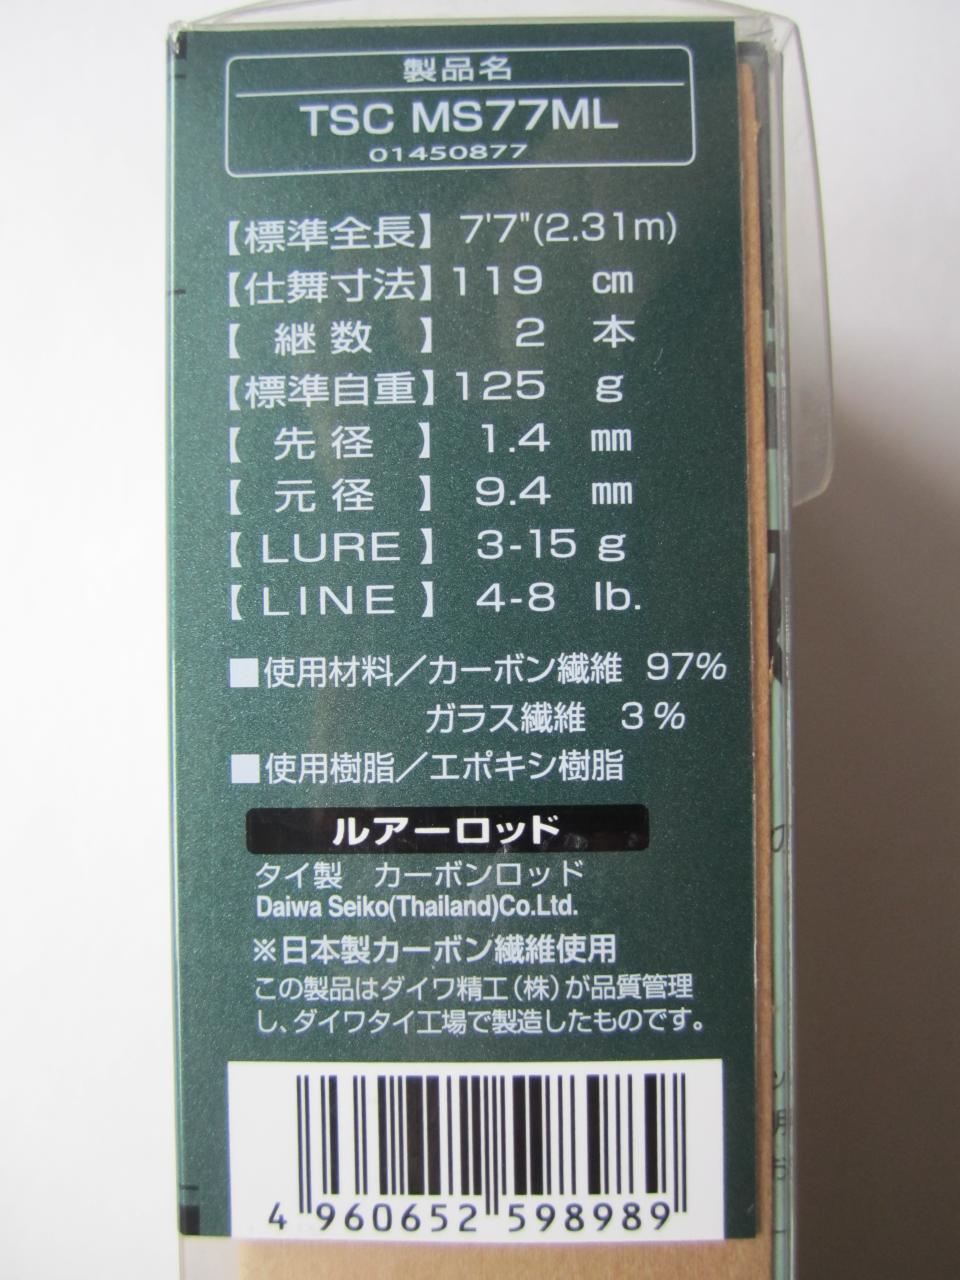 製品名
TSC MS77ML
01450877
【標準全長】 7'7"(2.31m)
【仕舞寸法】 119 cm
【 継数 】 2 本
【標準自重】 125 g
【 先径 】 1.4 mm
【 元径 】 9.4 mm
【 LURE 】 3-15 g
【 LINE 】 4-8 lb.
■使用材料／カーボン繊維 97%
ガラス繊維 3%
■使用樹脂／エポキシ樹脂
ルアーロッド
タイ製 カーボンロッド
Daiwa Seiko(Thailand)Co.Ltd.
※日本製カーボン繊維使用
この製品はダイワ精工(株)が品質管理
し、ダイワタイ工場で製造したものです。
4 960652 598989